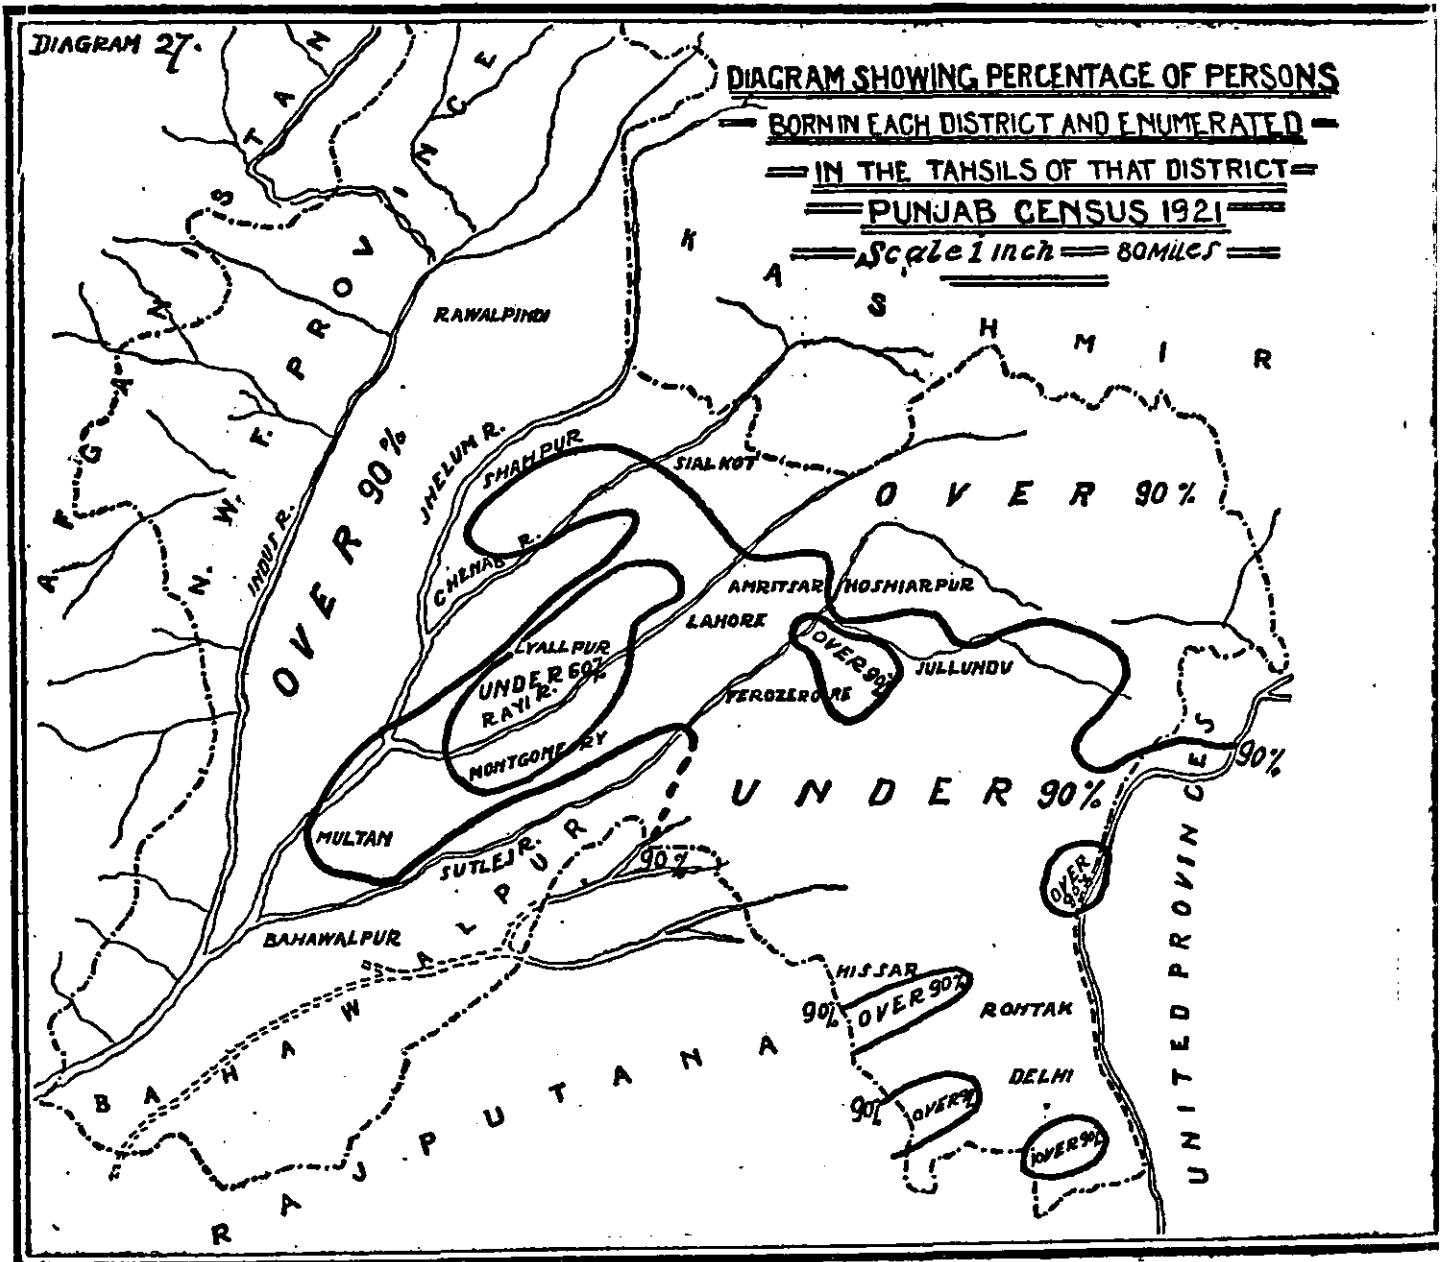 DIAGRAM 27.
DIAGRAM SHOWING PERCENTAGE OF PERSONS
BORN IN EACH DISTRICT AND ENUMERATED
IN THE TAHSILS OF THAT DISTRICT
PUNJAB CENSUS 1921
Scale 1 inch = 80 MILES
AFGANISTAN
N. W. F. PROVINCE
KASHMIR
RAWALPINDI
INDUS R.
OVER 90%
JHELUM R.
SHAHPUR
SIALKOT
OVER 90%
CHENAB R.
AMRITSAR
HOSHIARPUR
LAHORE
LYALLPUR
UNDER 60%
RAVI R.
MONTGOMERY
OVER 90%
JULLUNDU
FEROZEPORE
90%
UNDER 90%
MULTAN
SUTLEJ R.
90%
OVER 90%
BAHAWALPUR
BAHAWALPUR
HISSAR
90%
OVER 90%
ROHTAK
DELHI
90%
OVER 90%
OVER 90%
RAJPUTANA
UNITED PROVINCES